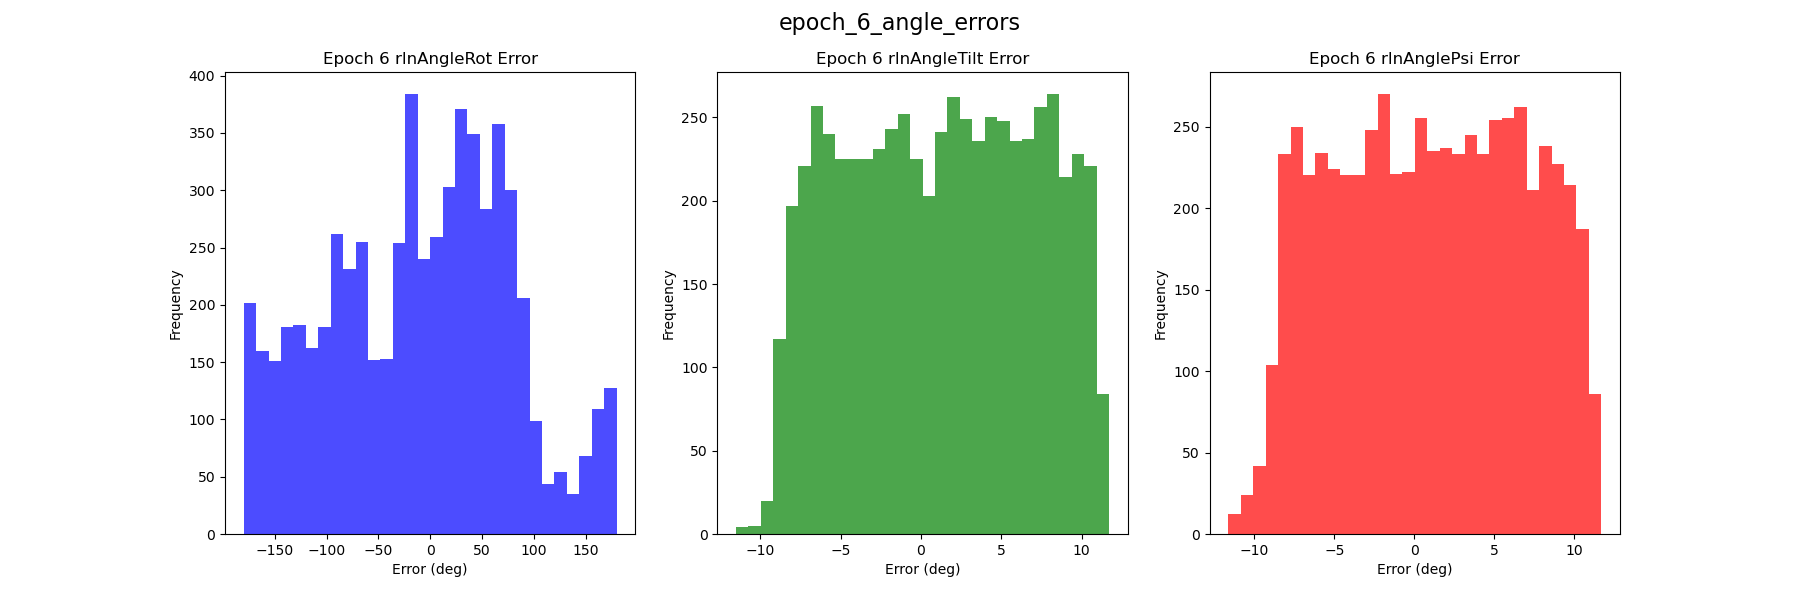 epoch_6_angle_errors
Epoch 6 rlnAngleRot Error
400
350
300
250
200
150
100
50
0
Frequency
−150 −100 −50 0 50 100 150
Error (deg)
Epoch 6 rlnAngleTilt Error
250
200
150
100
50
0
Frequency
−10 −5 0 5 10
Error (deg)
Epoch 6 rlnAnglePsi Error
250
200
150
100
50
0
Frequency
−10 −5 0 5 10
Error (deg)